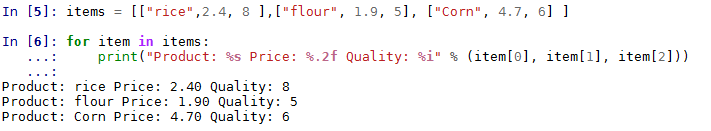 In [5]: items = [["rice",2.4, 8 ],["flour", 1.9, 5], ["Corn", 4.7, 6] ]
In [6]: for item in items:
   ...:     print("Product: %s Price: %.2f Quality: %i" % (item[0], item[1], item[2]))
   ...:
Product: rice Price: 2.40 Quality: 8
Product: flour Price: 1.90 Quality: 5
Product: Corn Price: 4.70 Quality: 6